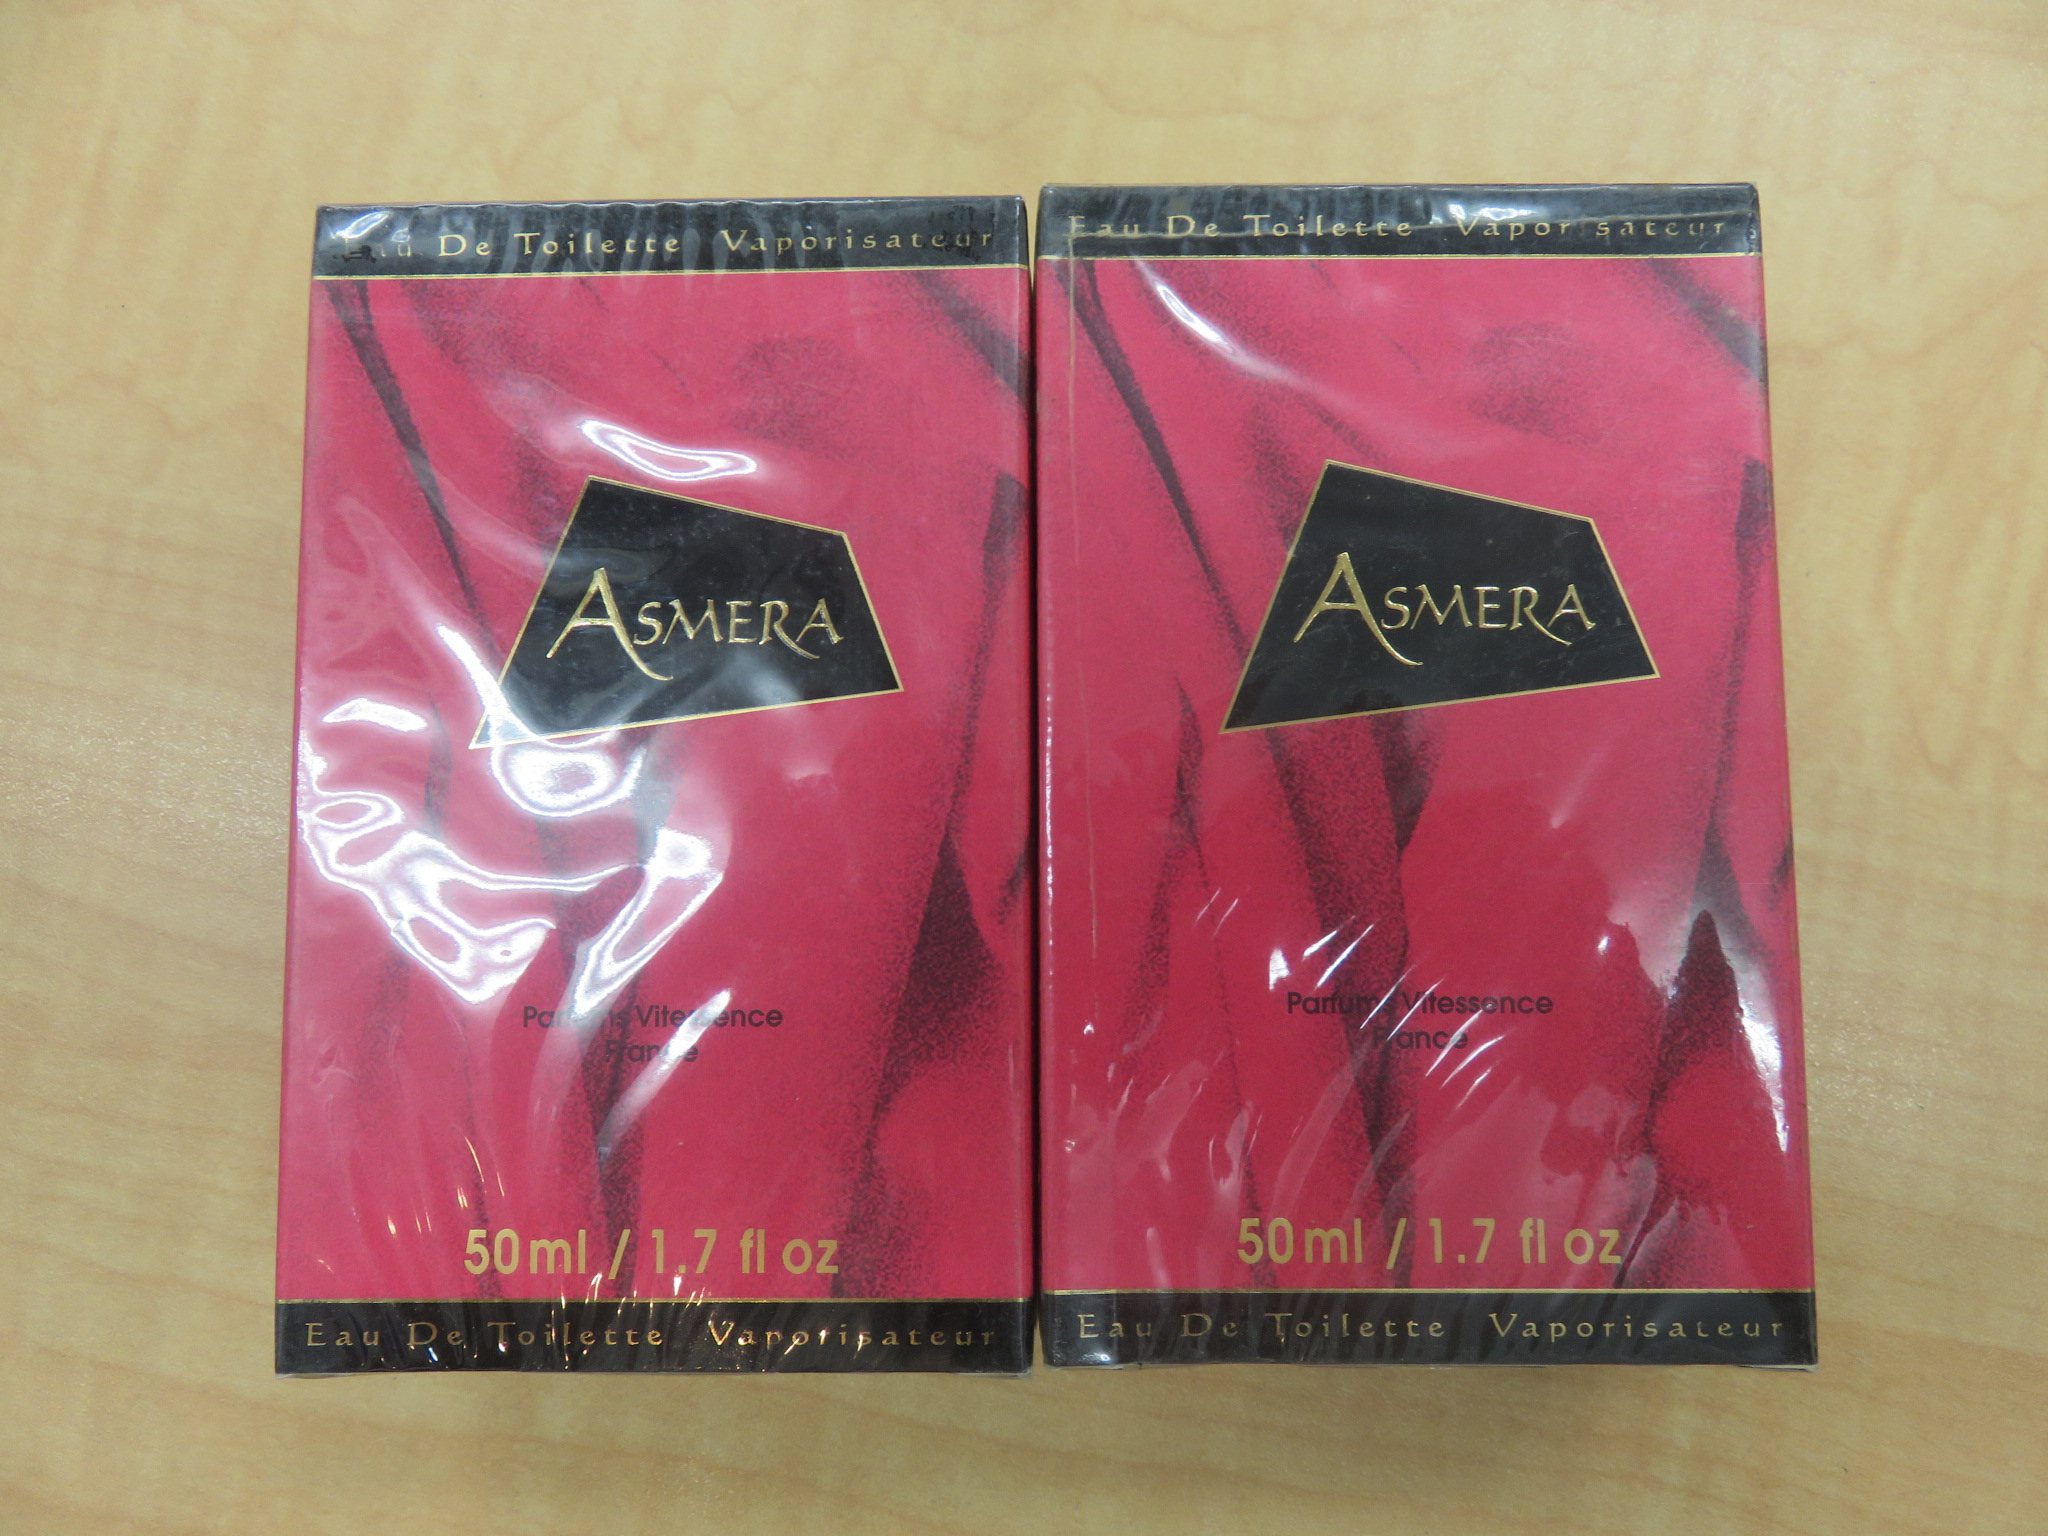 Eau De Toilette Vaporisateur
ASMERA
Parfums Vitessence
France
50ml / 1.7 fl oz
Eau De Toilette Vaporisateur
Eau De Toilette Vaporisateur
ASMERA
Parfums Vitessence
France
50ml / 1.7 fl oz
Eau De Toilette Vaporisateur